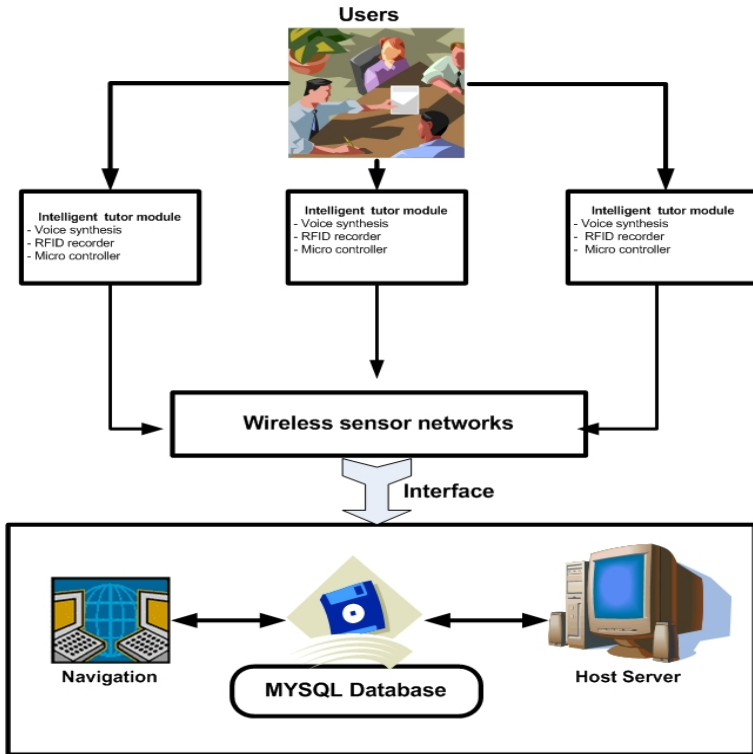 Users
Intelligent tutor module
- Voice synthesis
- RFID recorder
- Micro controller
Intelligent tutor module
- Voice synthesis
- RFID recorder
- Micro controller
Intelligent tutor module
- Voice synthesis
- RFID recorder
- Micro controller
Wireless sensor networks
Interface
Navigation
MYSQL Database
Host Server